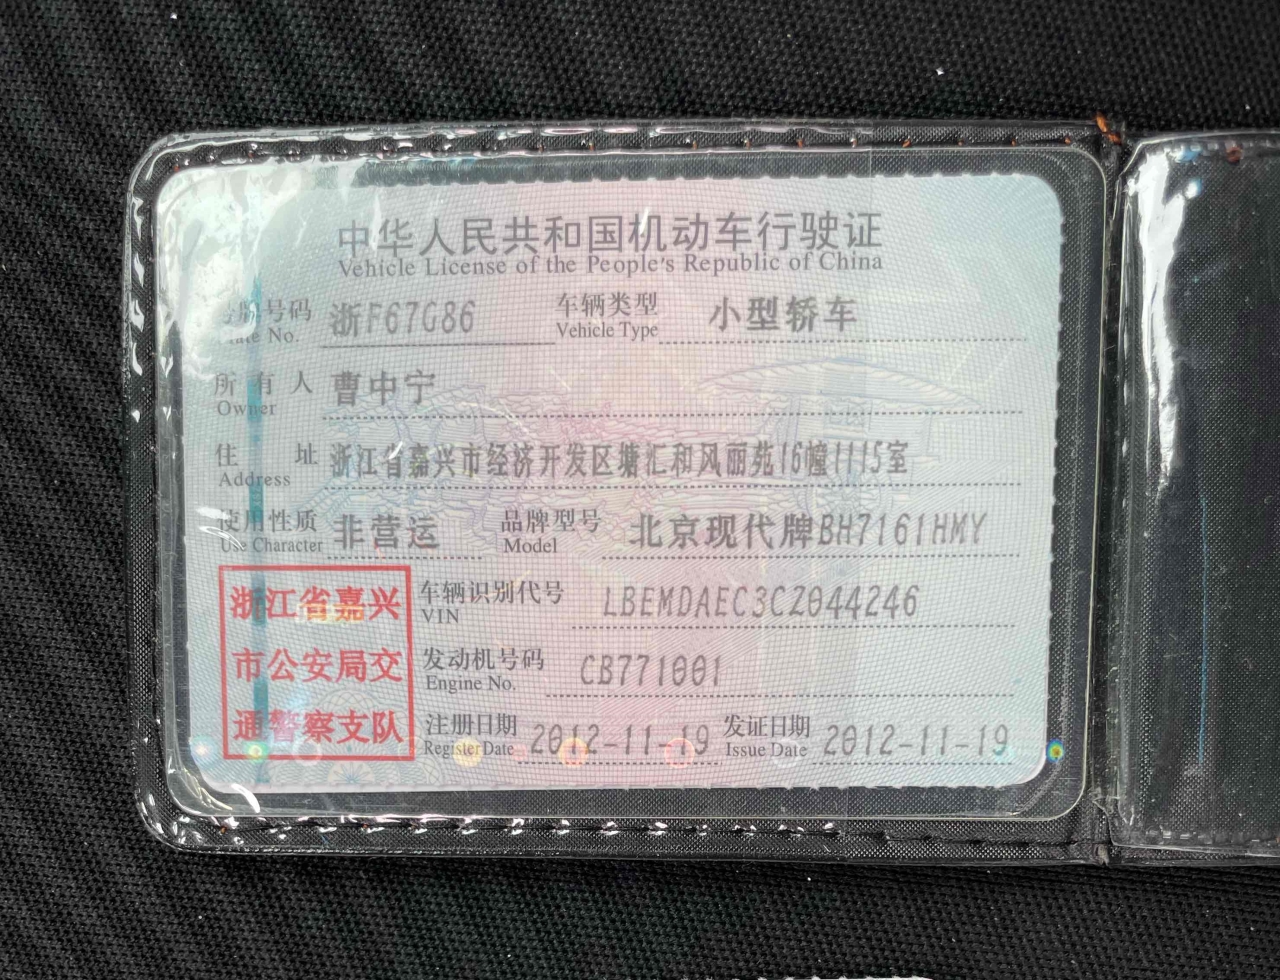 中华人民共和国机动车行驶证
Vehicle License of the People's Republic of China
号牌号码 浙F67G86 车辆类型 小型轿车
Plate No. Vehicle Type
所有人 曹中宁
Owner
住址 浙江省嘉兴市经济开发区塘汇和风丽苑16幢1115室
Address
使用性质 非营运 品牌型号 北京现代牌BH7161HMY
Use Character Model
浙江省嘉兴 车辆识别代号 LBEMDAEC3CZ044246
VIN
市公安局交 发动机号码 CB771001
Engine No.
通警察支队 注册日期 2012-11-19 发证日期 2012-11-19
Register Date Issue Date